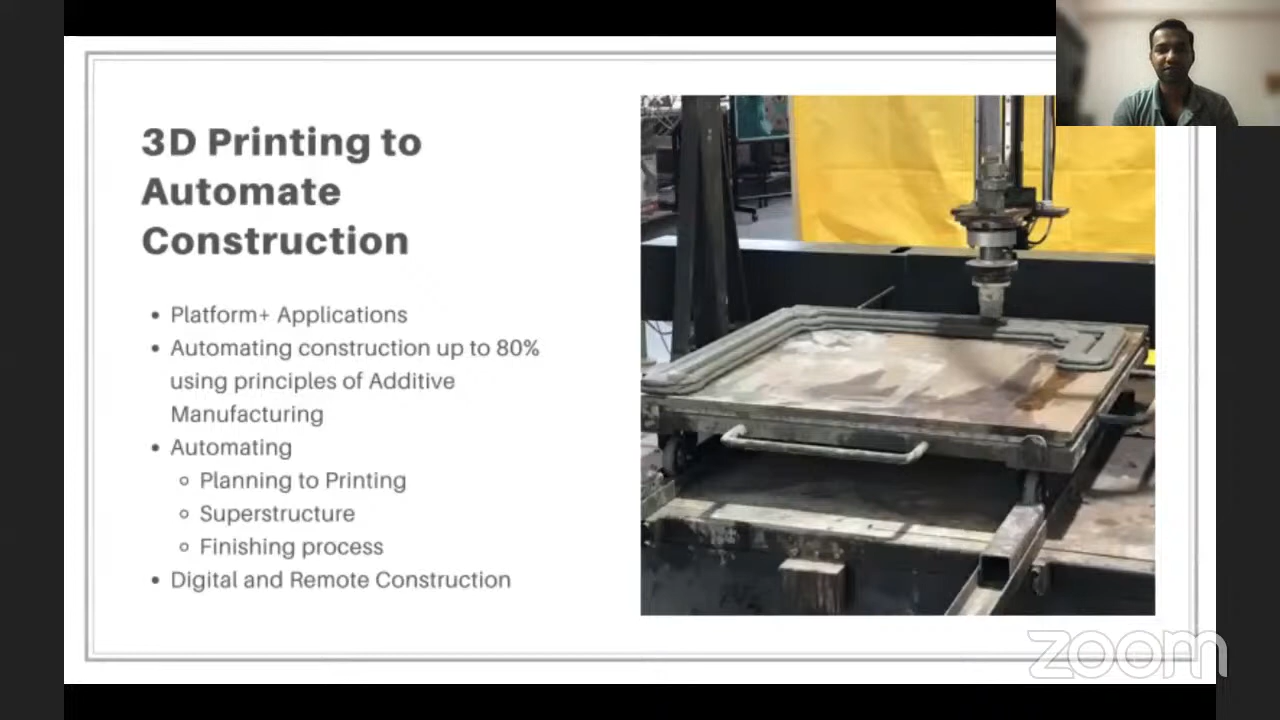 3D Printing to
Automate
Construction
Platform+ Applications
Automating construction up to 80%
using principles of Additive
Manufacturing
Automating
Planning to Printing
Superstructure
Finishing process
Digital and Remote Construction
zoom